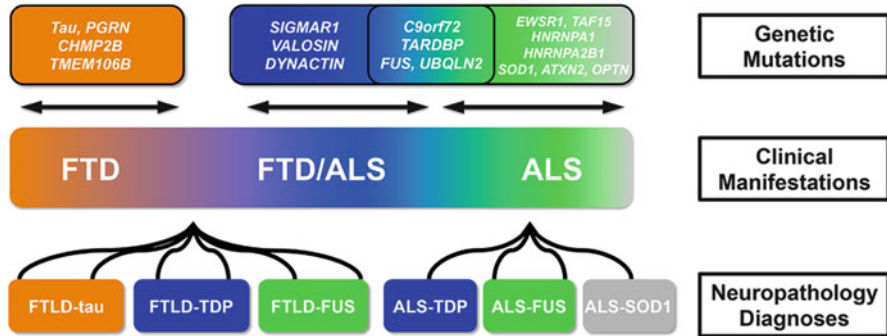 Tau, PGRN
CHMP2B
TMEM106B
SIGMAR1
VALOSIN
DYNACTIN
C9orf72
TARDBP
FUS, UBQLN2
EWSR1, TAF15
HNRNPA1
HNRNPA2B1
SOD1, ATXN2, OPTN
Genetic
Mutations
FTD
FTD/ALS
ALS
Clinical
Manifestations
FTLD-tau
FTLD-TDP
FTLD-FUS
ALS-TDP
ALS-FUS
ALS-SOD1
Neuropathology
Diagnoses